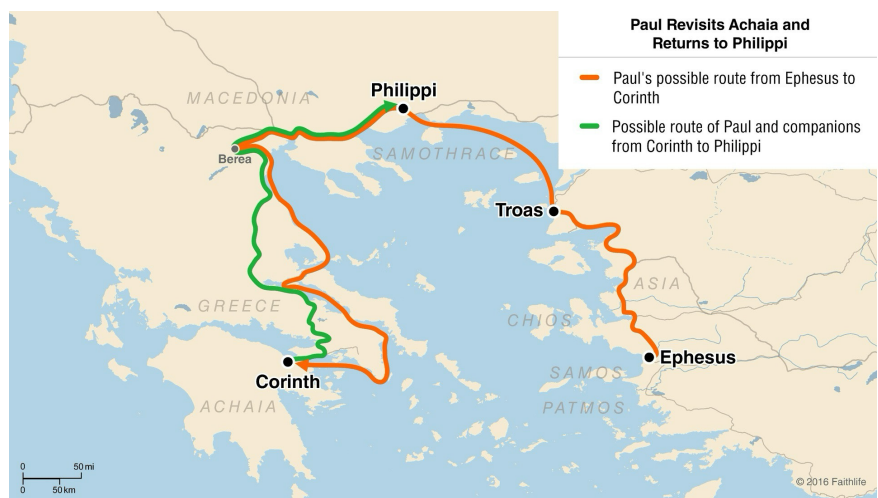 Paul Revisits Achaia and
Returns to Philippi
Paul's possible route from Ephesus to
Corinth
Possible route of Paul and companions
from Corinth to Philippi
Philippi
MACEDONIA
Berea
SAMOTHRACE
Troas
ASIA
GREECE
CHIOS
Ephesus
Corinth
SAMOS
ACHAIA
PATMOS
0 50 mi
0 50 km
© 2016 Faithlife